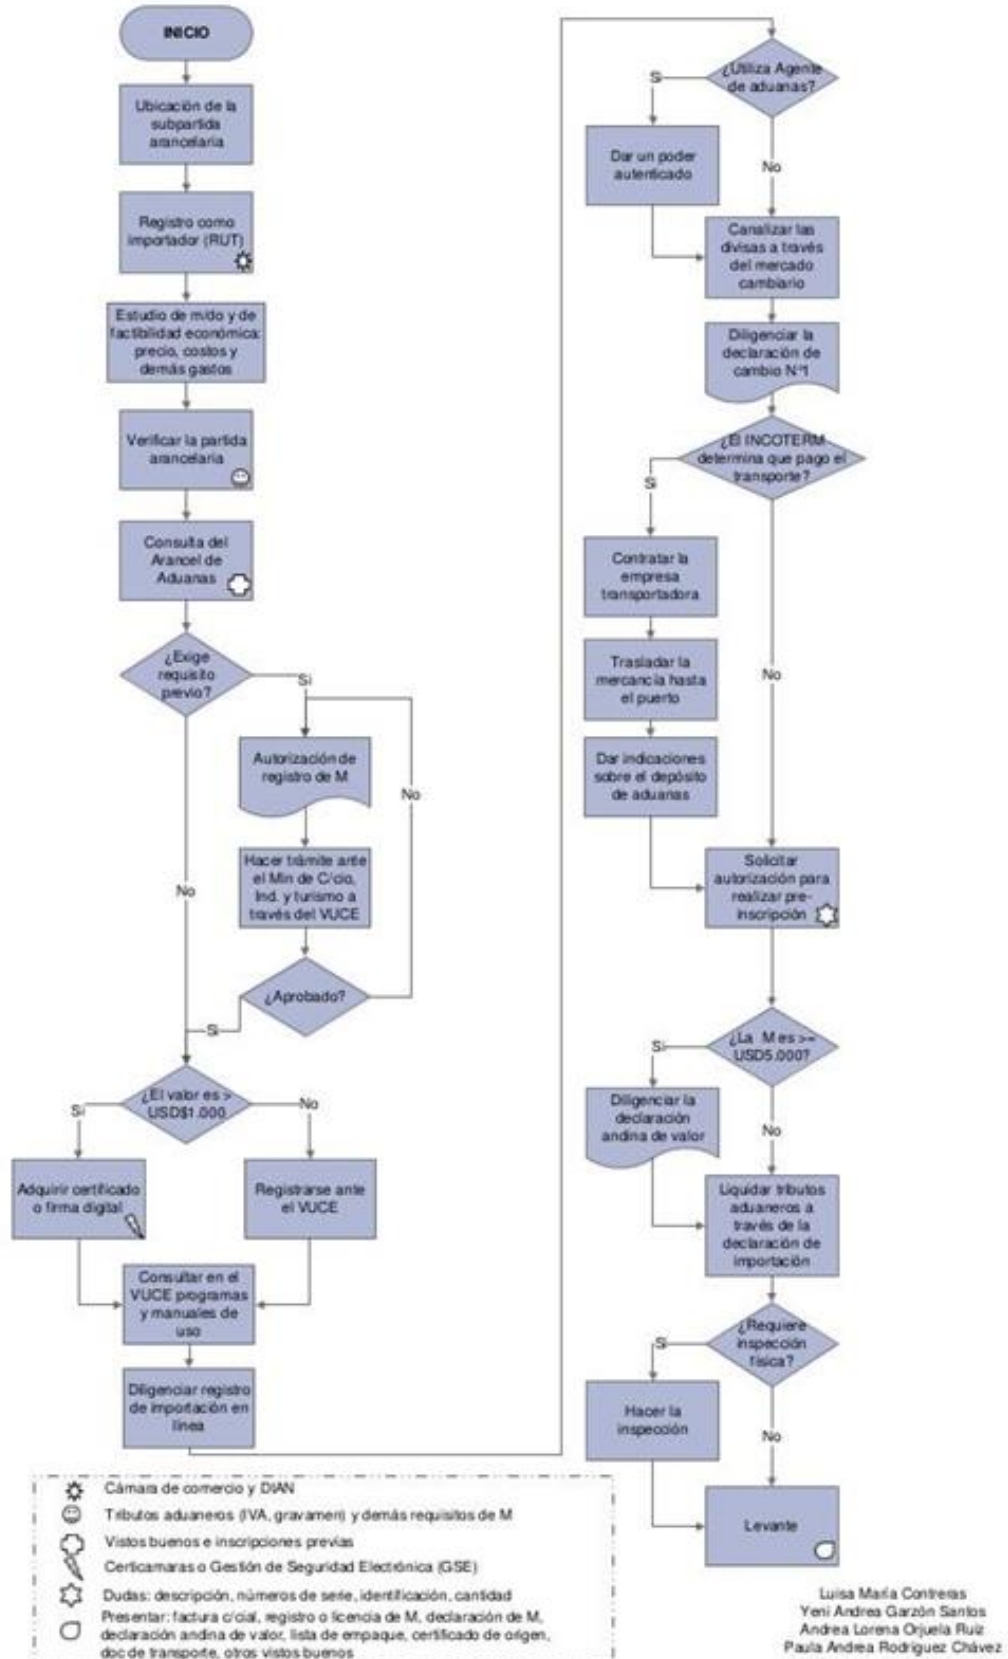 INICIO
Ubicación de la
subpartida
arancelaria
Registro como
importador (RUT)
Estudio de m/do y de
factibilidad económica:
precio, costos y
demás gastos
Verificar la partida
arancelaria
Consulta del
Arancel de
Aduanas
¿Exige
requisito
previo?
Si
Autorización de
registro de M
No
Hacer trámite ante
el Min de C/cio,
Ind. y turismo a
través del VUCE
No
¿Aprobado?
Si
¿El valor es >
USD$1.000
Si
No
Adquirir certificado
o firma digital
Registrarse ante
el VUCE
Consultar en el
VUCE programas
y manuales de
uso
Diligenciar registro
de importación en
línea
¿Utiliza Agente
de aduanas?
S
Dar un poder
autenticado
No
Canalizar las
divisas a través
del mercado
cambiario
Diligenciar la
declaración de
cambio N°1
¿El INCOTERM
determina que pago el
transporte?
Si
Contratar la
empresa
transportadora
Trasladar la
mercancía hasta
el puerto
No
Dar indicaciones
sobre el depósito
de aduanas
Solicitar
autorización para
realizar pre-
inscripción
¿La M es >=
USD5.000?
Si
Diligenciar la
declaración
andina de valor
No
Liquidar tributos
aduaneros a
través de la
declaración de
importación
¿Requiere
inspección
física?
S
Hacer la
inspección
No
Levante
Cámara de comercio y DIAN
Tributos aduaneros (IVA, gravamen) y demás requisitos de M
Vistos buenos e inscripciones previas
Certicamaras o Gestión de Seguridad Electrónica (GSE)
Dudas: descripción, números de serie, identificación, cantidad
Presentar: factura c/cial, registro o licencia de M, declaración de M,
declaración andina de valor, lista de empaque, certificado de origen,
doc de transporte, otros vistos buenos
Luisa María Contreras
Yeni Andrea Garzón Santos
Andrea Lorena Orjuela Ruiz
Paula Andrea Rodríguez Chávez